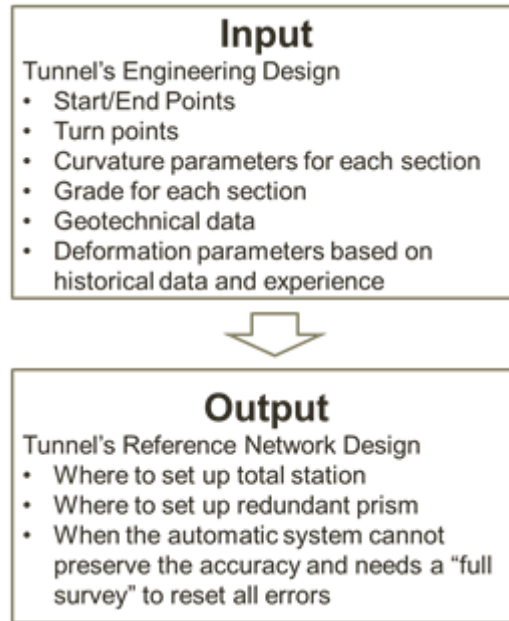 Input
Tunnel's Engineering Design
• Start/End Points
• Turn points
• Curvature parameters for each section
• Grade for each section
• Geotechnical data
• Deformation parameters based on
historical data and experience
Output
Tunnel's Reference Network Design
• Where to set up total station
• Where to set up redundant prism
• When the automatic system cannot
preserve the accuracy and needs a “full
survey” to reset all errors